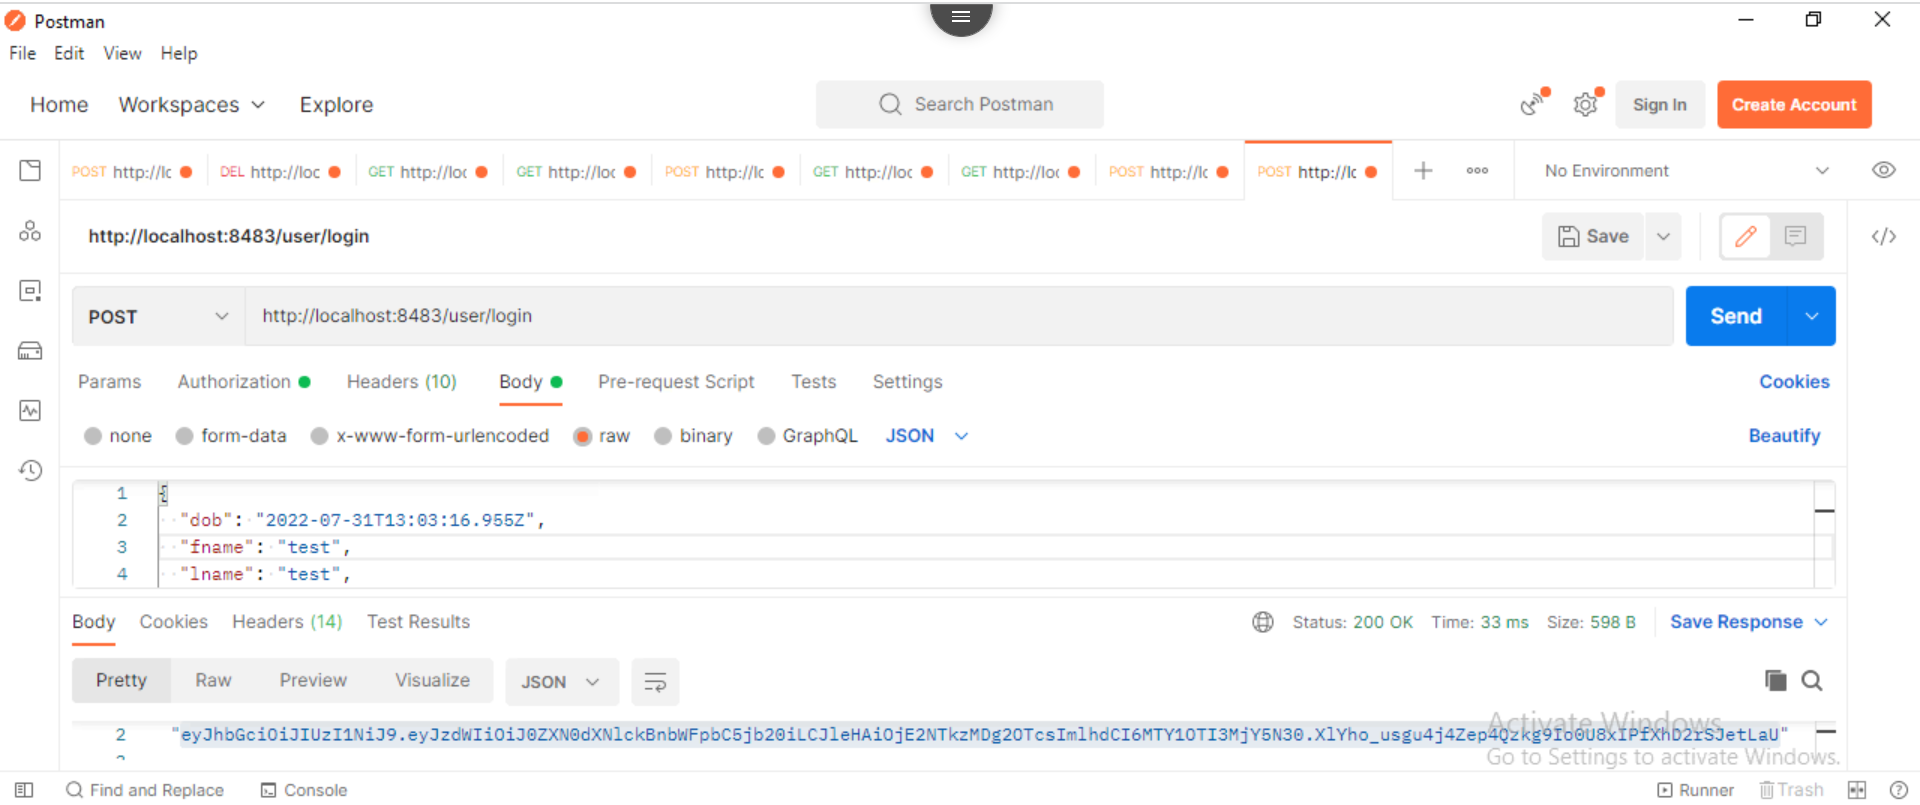 Postman
File Edit View Help
Home Workspaces Explore
Search Postman
Sign In
Create Account
POST http://lc
DEL http://loc
GET http://loc
GET http://loc
POST http://lc
GET http://loc
GET http://loc
POST http://lc
POST http://lc
No Environment
http://localhost:8483/user/login
Save
POST
http://localhost:8483/user/login
Send
Params Authorization Headers (10) Body Pre-request Script Tests Settings
Cookies
none form-data x-www-form-urlencoded raw binary GraphQL JSON
Beautify
1 {
2 "dob": "2022-07-31T13:03:16.955Z",
3 "fname": "test",
4 "lname": "test",
Body Cookies Headers (14) Test Results
Status: 200 OK Time: 33 ms Size: 598 B
Save Response
Pretty Raw Preview Visualize JSON
2
Activate Windows
Go to Settings to activate Windows.
Find and Replace Console
Runner Trash